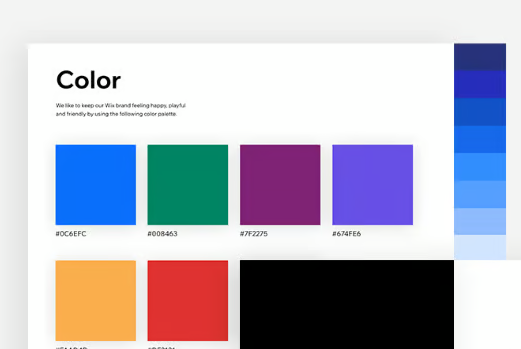 Color
We like to keep our Wix brand feeling happy, playful
and friendly by using the following color palette.
#0C6EFC #008463 #7F2275 #674FE6